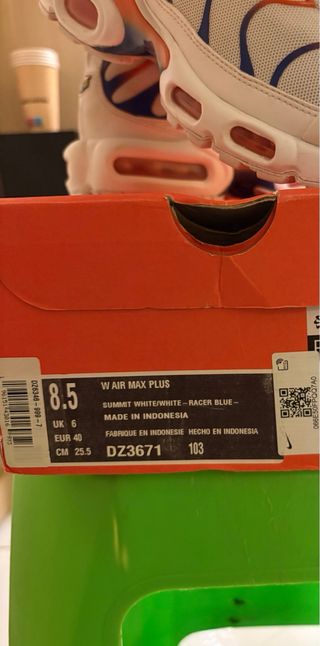 8.5
W AIR MAX PLUS
SUMMIT WHITE/WHITE-RACER BLUE-
UK 6
MADE IN INDONESIA
EUR 40
FABRIQUE EN INDONESIE HECHO EN INDONESIA
CM 25.5
DZ3671 103